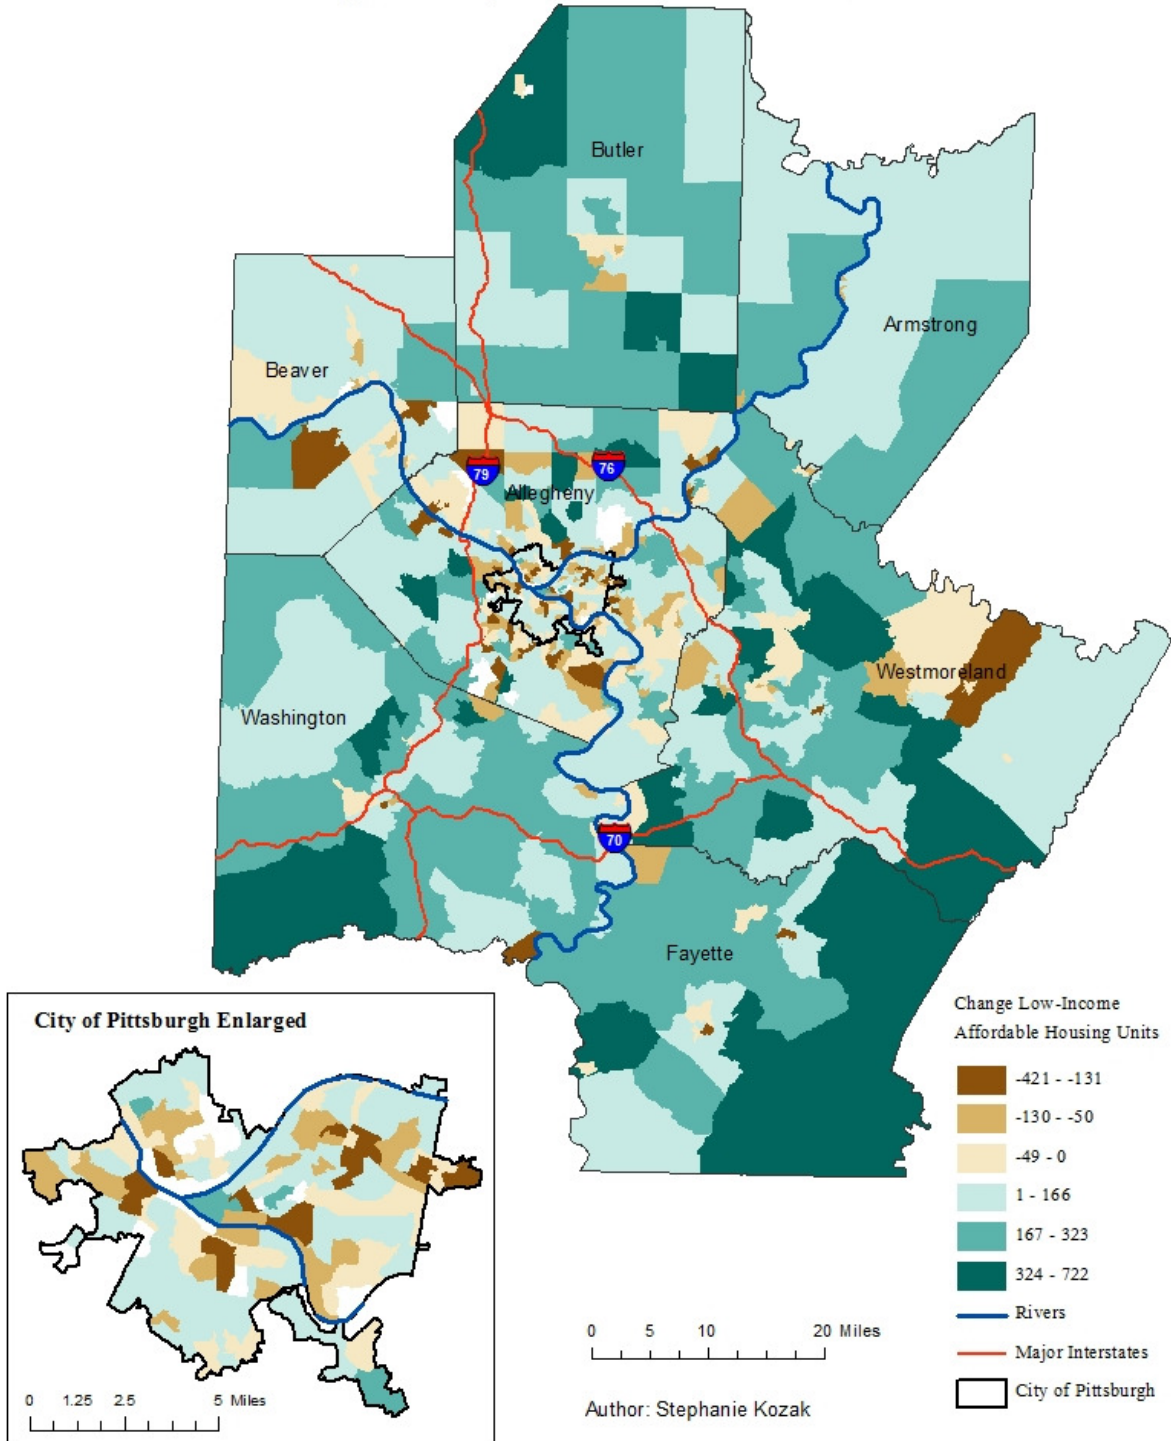 Butler
Armstrong
Beaver
79
76
Allegheny
Westmoreland
Washington
70
Fayette
City of Pittsburgh Enlarged
0 1.25 2.5 5 Miles
0 5 10 20 Miles
Author: Stephanie Kozak
Change Low-Income
Affordable Housing Units
-421 - -131
-130 - -50
-49 - 0
1 - 166
167 - 323
324 - 722
Rivers
Major Interstates
City of Pittsburgh